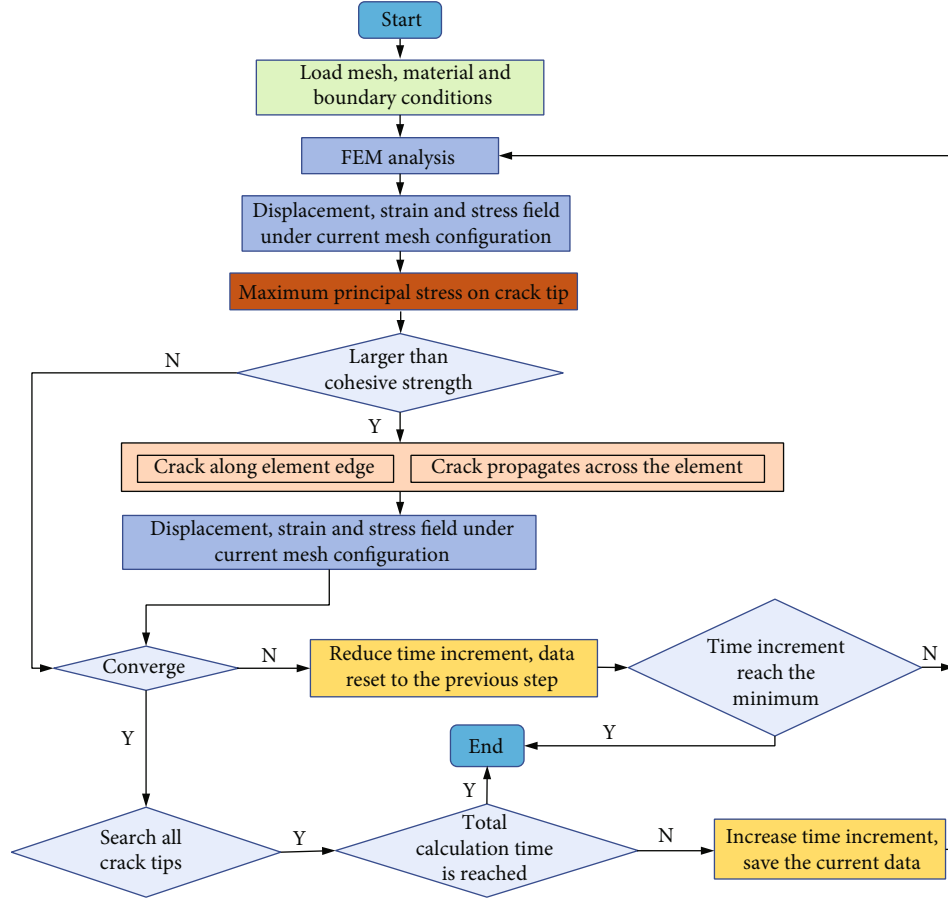 Start
Load mesh, material and
boundary conditions
FEM analysis
Displacement, strain and stress field
under current mesh configuration
Maximum principal stress on crack tip
Larger than
cohesive strength
N
Y
Crack along element edge
Crack propagates across the element
Displacement, strain and stress field under
current mesh configuration
Converge
N
Reduce time increment, data
reset to the previous step
Time increment
reach the
minimum
N
Y
Y
End
Y
Search all
crack tips
Y
Total
calculation time
is reached
N
Increase time increment,
save the current data